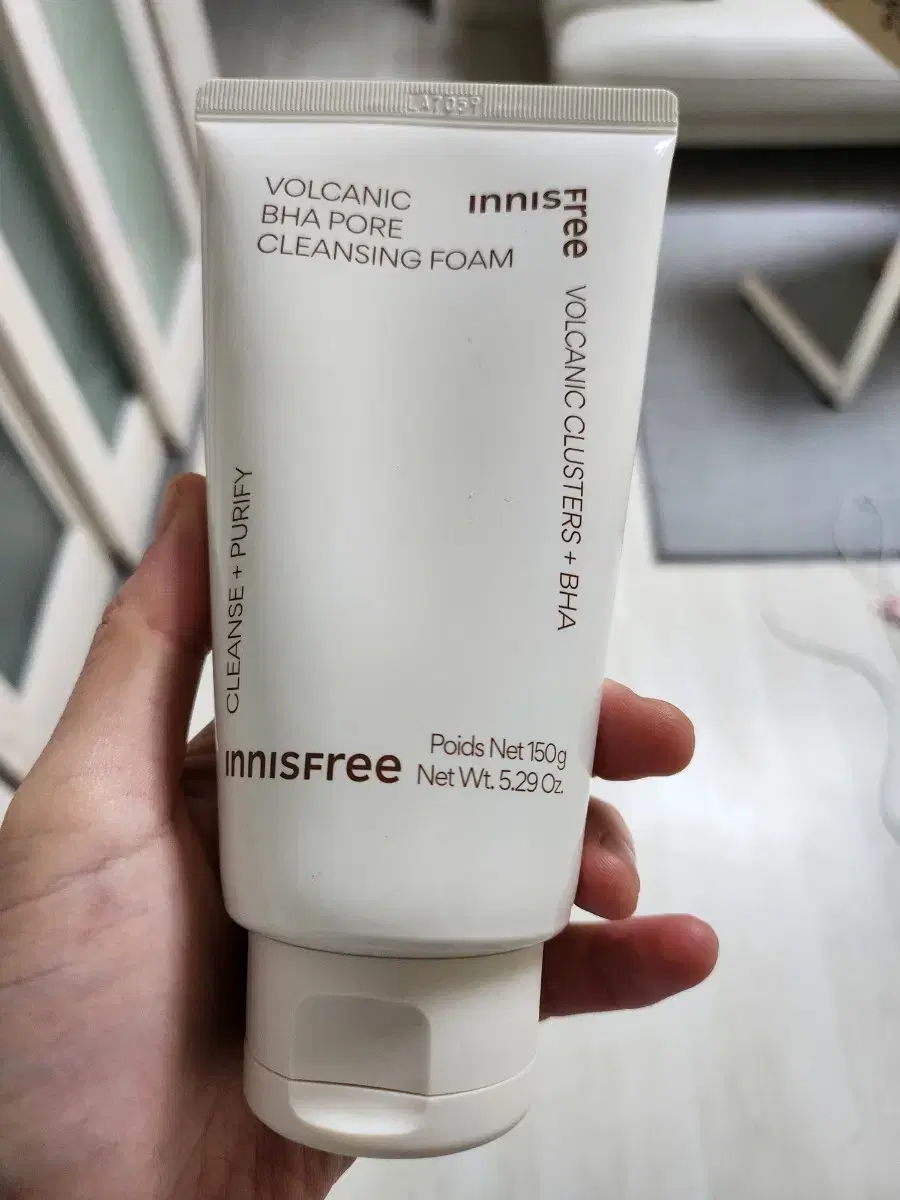 LAT059
VOLCANIC
BHA PORE
CLEANSING FOAM
innisFree
VOLCANIC CLUSTERS + BHA
CLEANSE + PURIFY
innisFree
Poids Net 150g
Net Wt. 5.29 Oz.